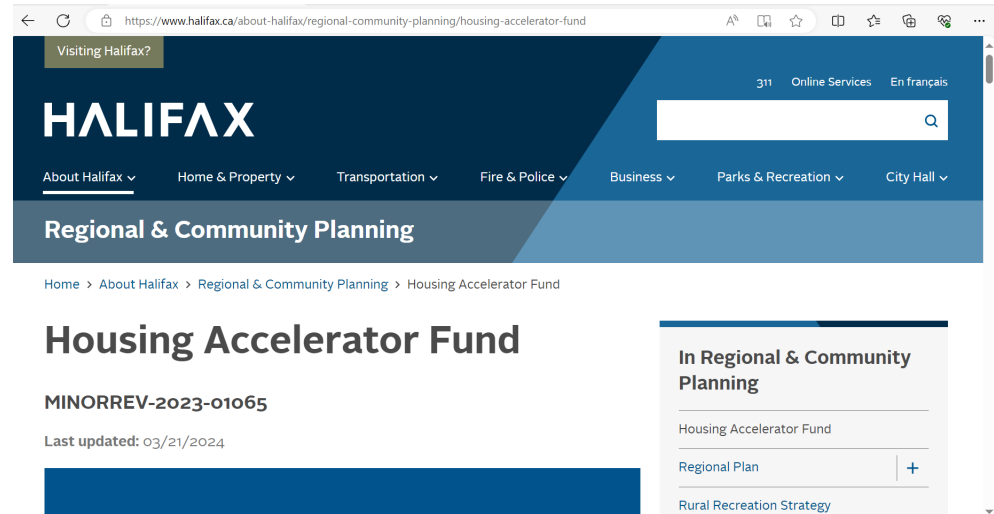 https://www.halifax.ca/about-halifax/regional-community-planning/housing-accelerator-fund
Visiting Halifax?
311 Online Services En français
HALIFAX
About Halifax Home & Property Transportation Fire & Police Business Parks & Recreation City Hall
Regional & Community Planning
Home > About Halifax > Regional & Community Planning > Housing Accelerator Fund
Housing Accelerator Fund
MINORREV-2023-01065
Last updated: 03/21/2024
In Regional & Community
Planning
Housing Accelerator Fund
Regional Plan +
Rural Recreation Strategy